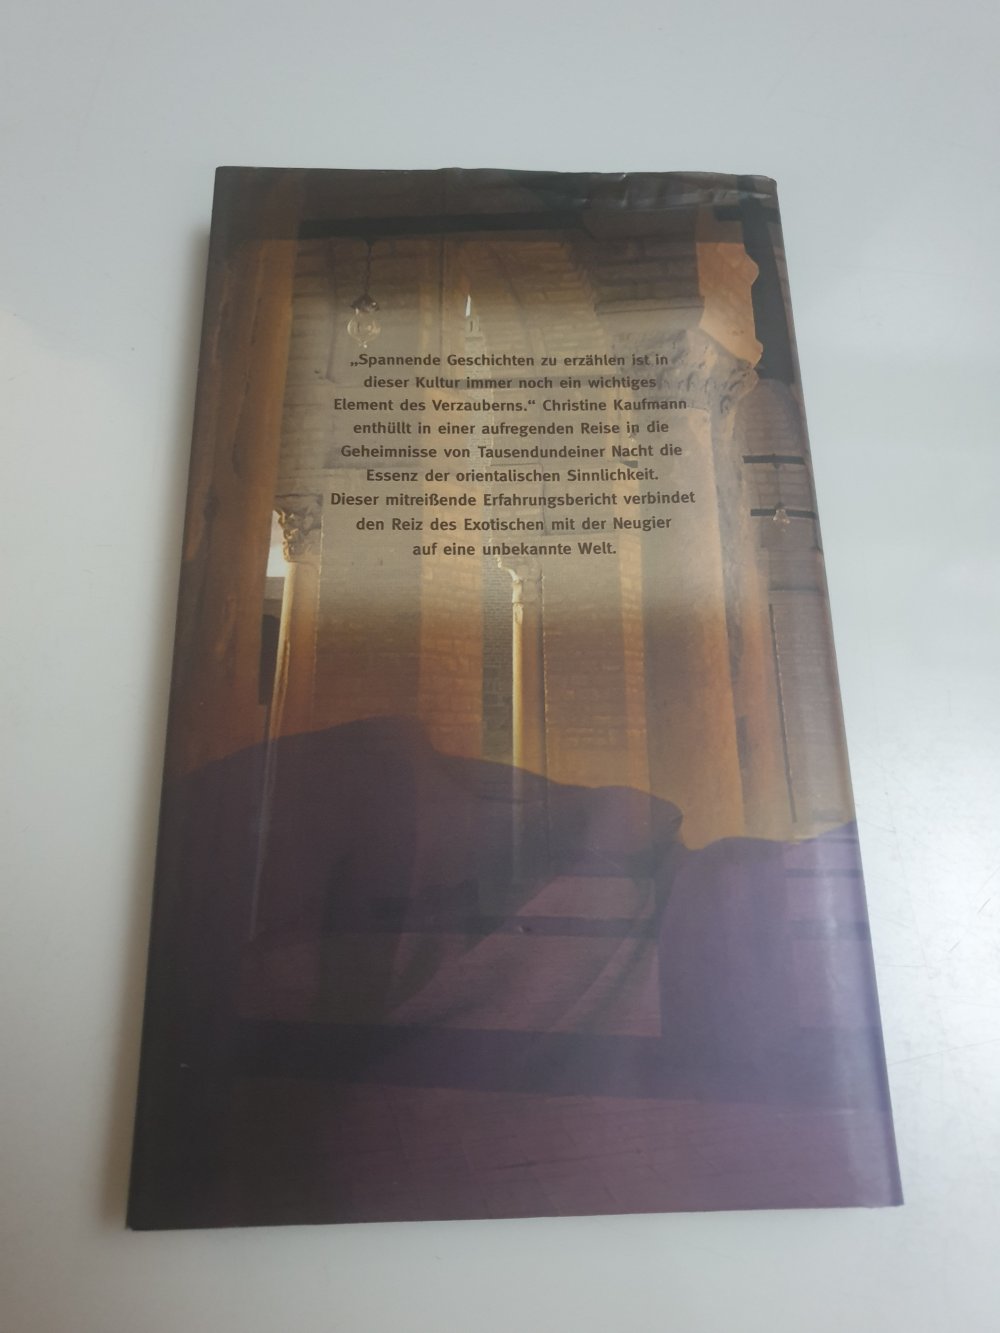 „Spannende Geschichten zu erzählen ist in
dieser Kultur immer noch ein wichtiges
Element des Verzauberns.“ Christine Kaufmann
enthüllt in einer aufregenden Reise in die
Geheimnisse von Tausendundeiner Nacht die
Essenz der orientalischen Sinnlichkeit.
Dieser mitreißende Erfahrungsbericht verbindet
den Reiz des Exotischen mit der Neugier
auf eine unbekannte Welt.